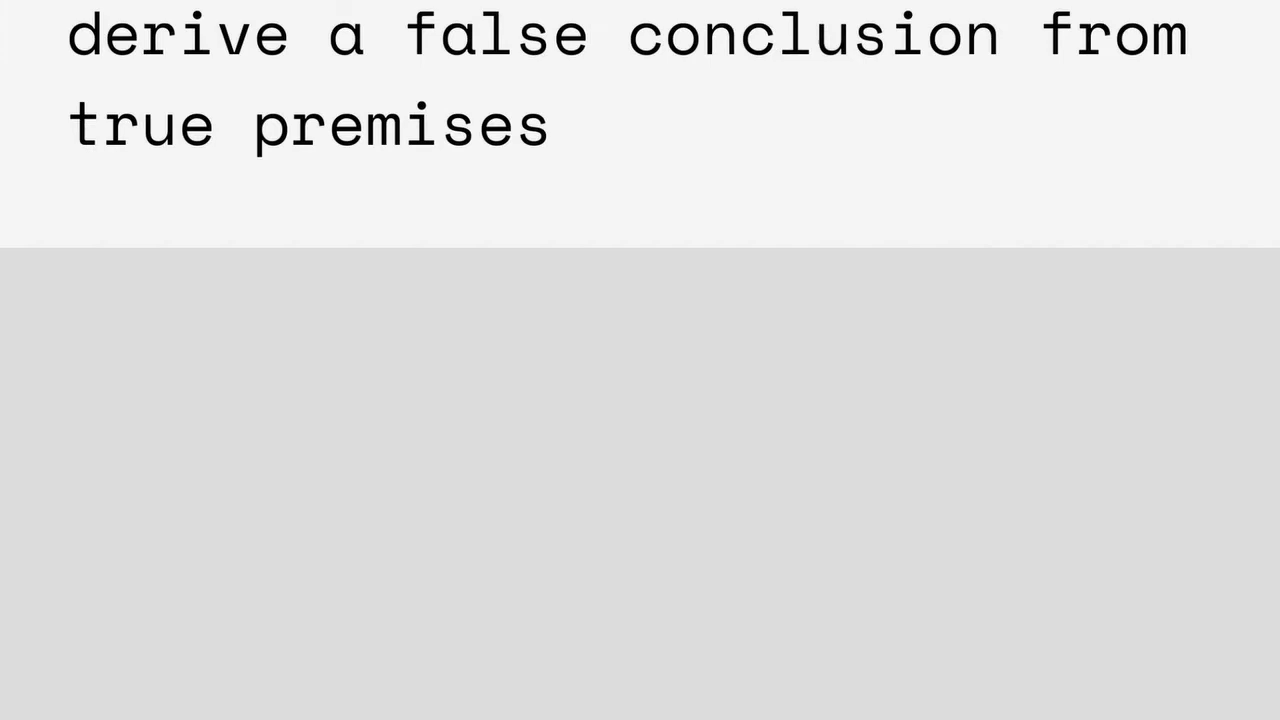 derive a false conclusion from
true premises